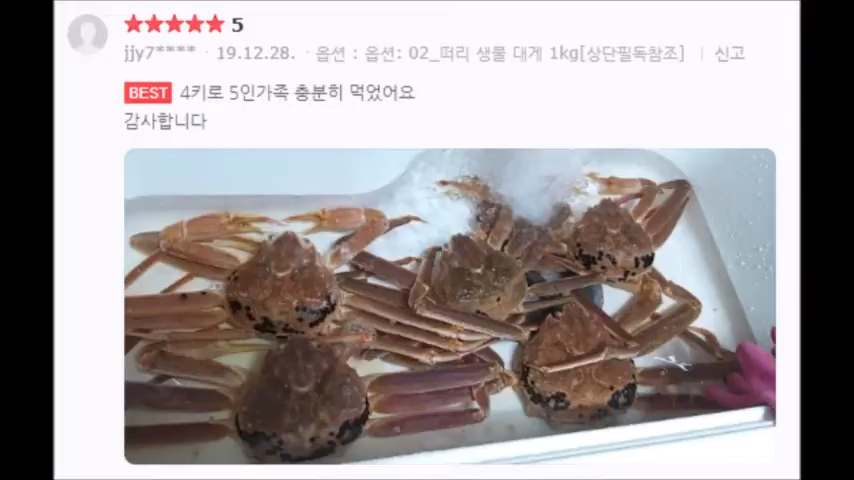 ★★★★★ 5
jjy7**** · 19.12.28. · 옵션 : 옵션: 02_떠리 생물 대게 1kg[상단필독참조] | 신고
BEST 4키로 5인가족 충분히 먹었어요
감사합니다